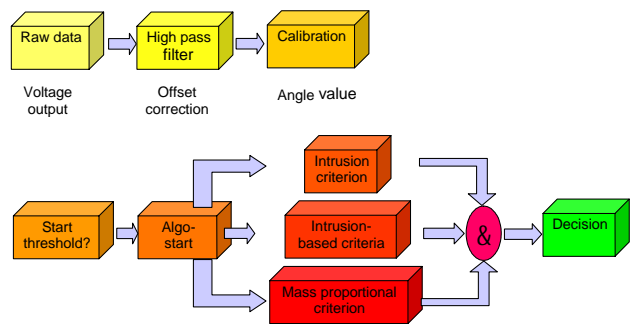 Raw data
High pass
filter
Calibration
Voltage
output
Offset
correction
Angle value
Intrusion
criterion
Start
threshold?
Algo-
start
Intrusion-
based criteria
&
Decision
Mass proportional
criterion